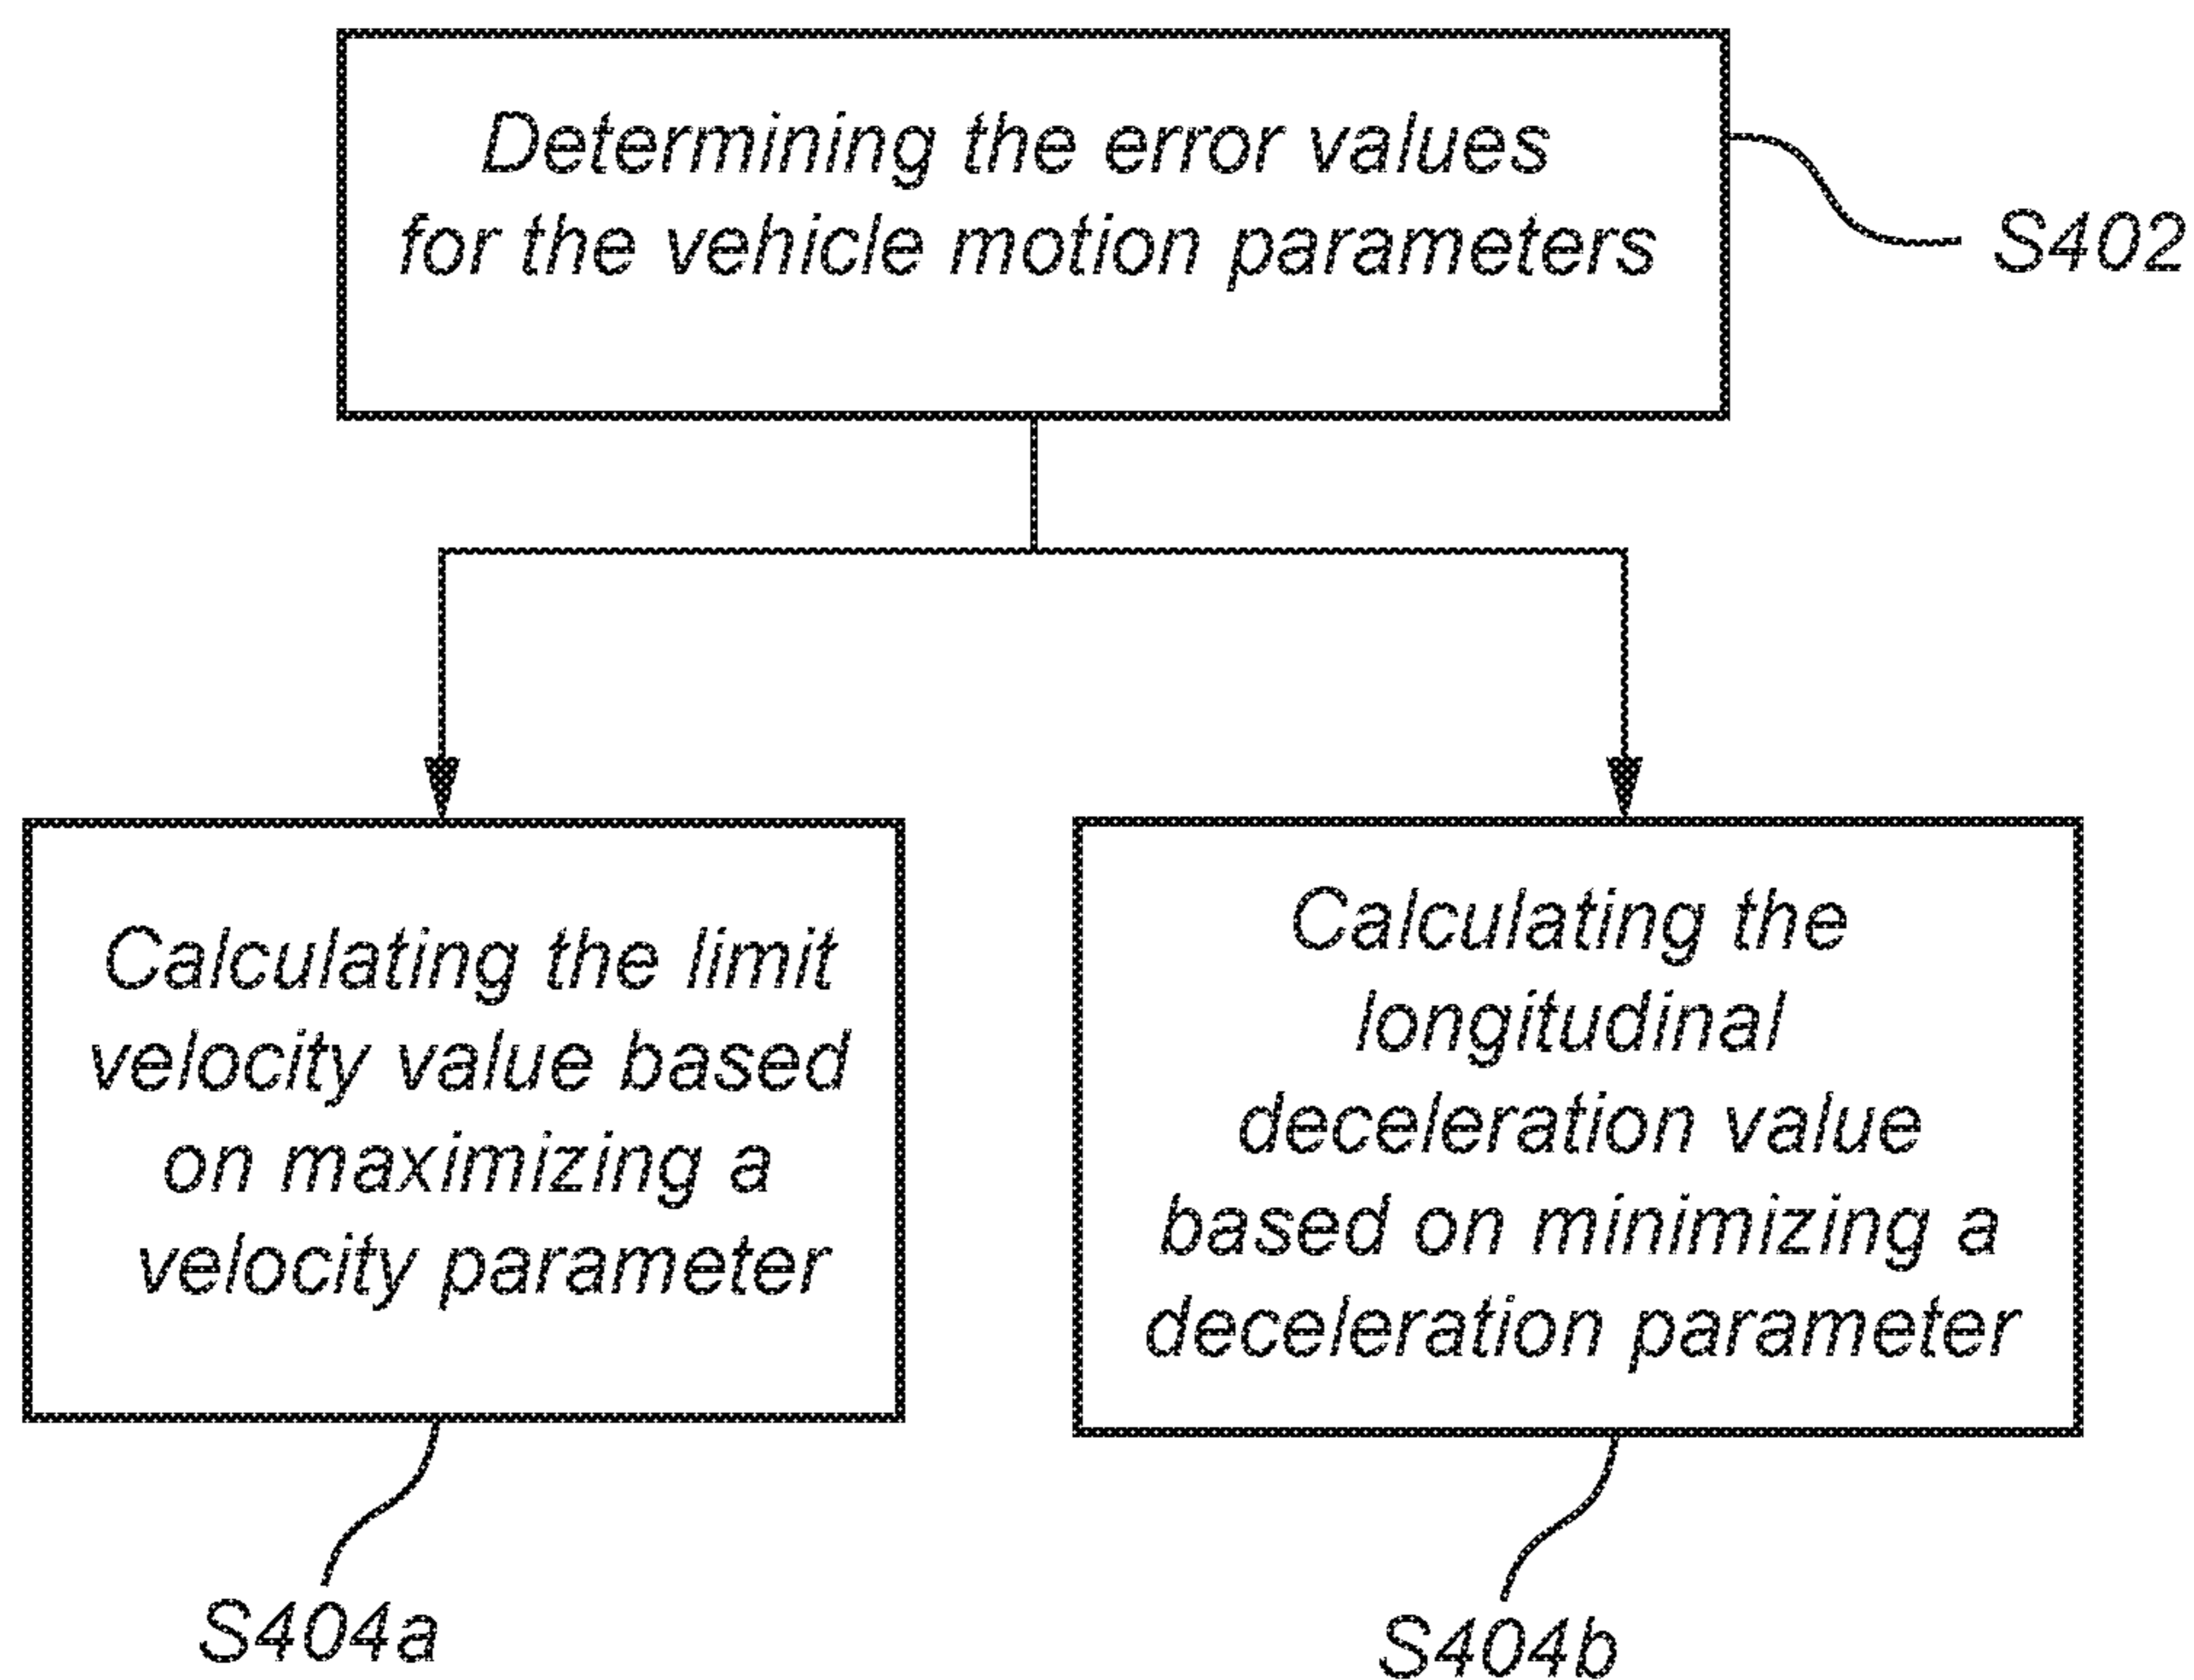 Determining the error values
for the vehicle motion parameters
S402
Calculating the limit
velocity value based
on maximizing a
velocity parameter
S404a
Calculating the
longitudinal
deceleration value
based on minimizing a
deceleration parameter
S404b